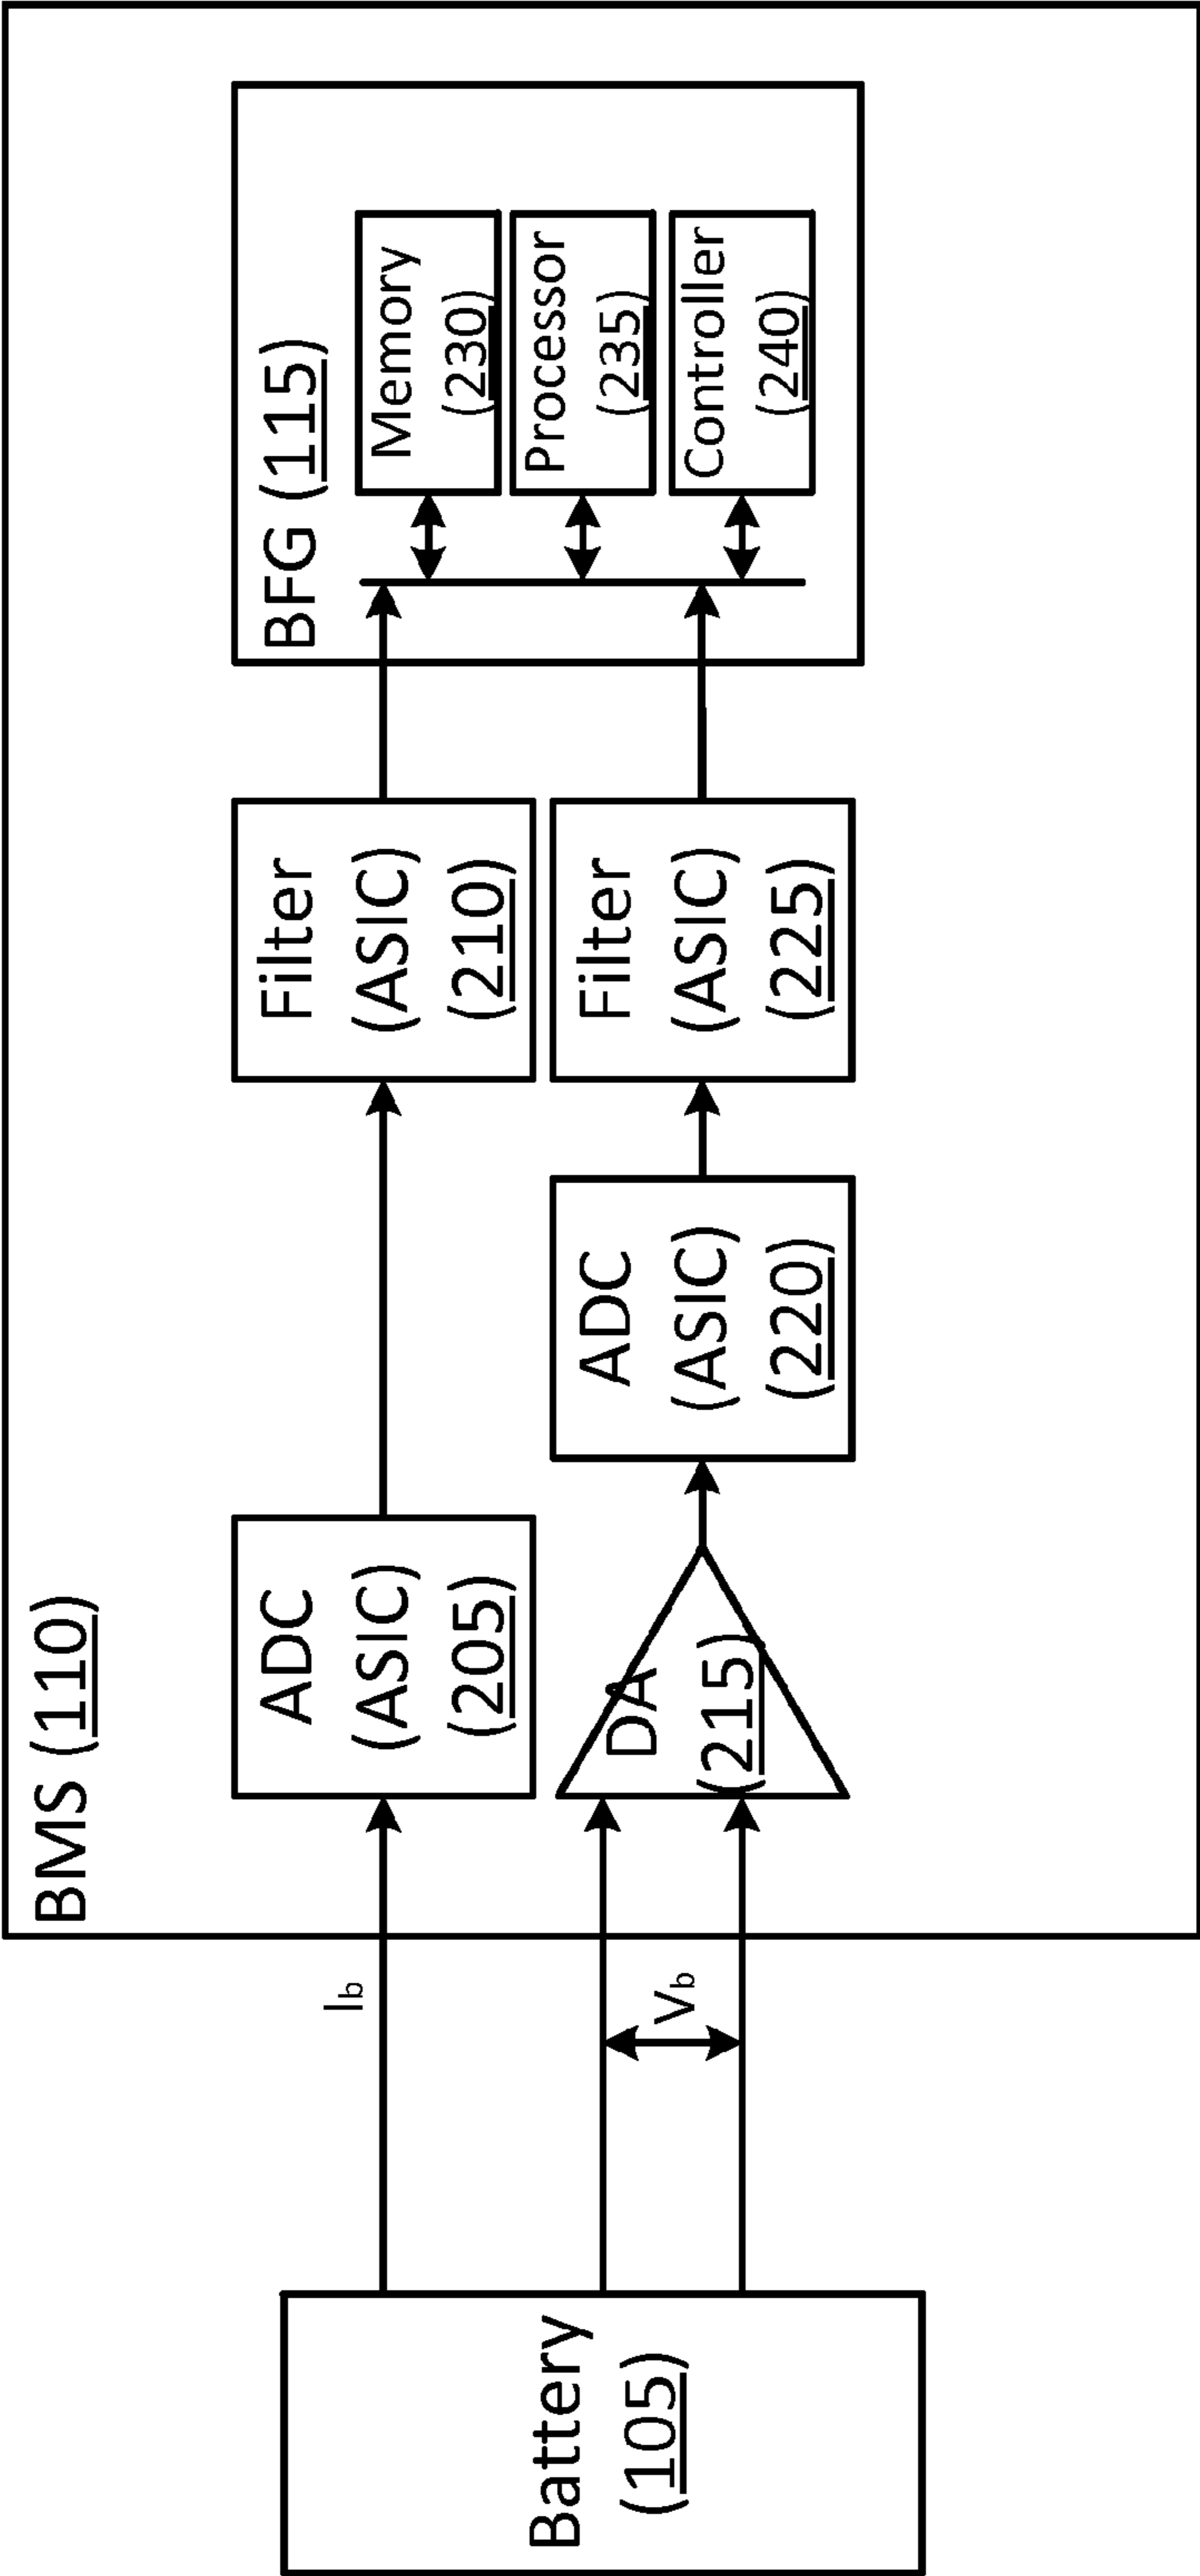 BMS (110)
BFG (115)
Battery
(105)
Ib
Vb
ADC
(ASIC)
(205)
Filter
(ASIC)
(210)
DA
(215)
ADC
(ASIC)
(220)
Filter
(ASIC)
(225)
Memory
(230)
Processor
(235)
Controller
(240)